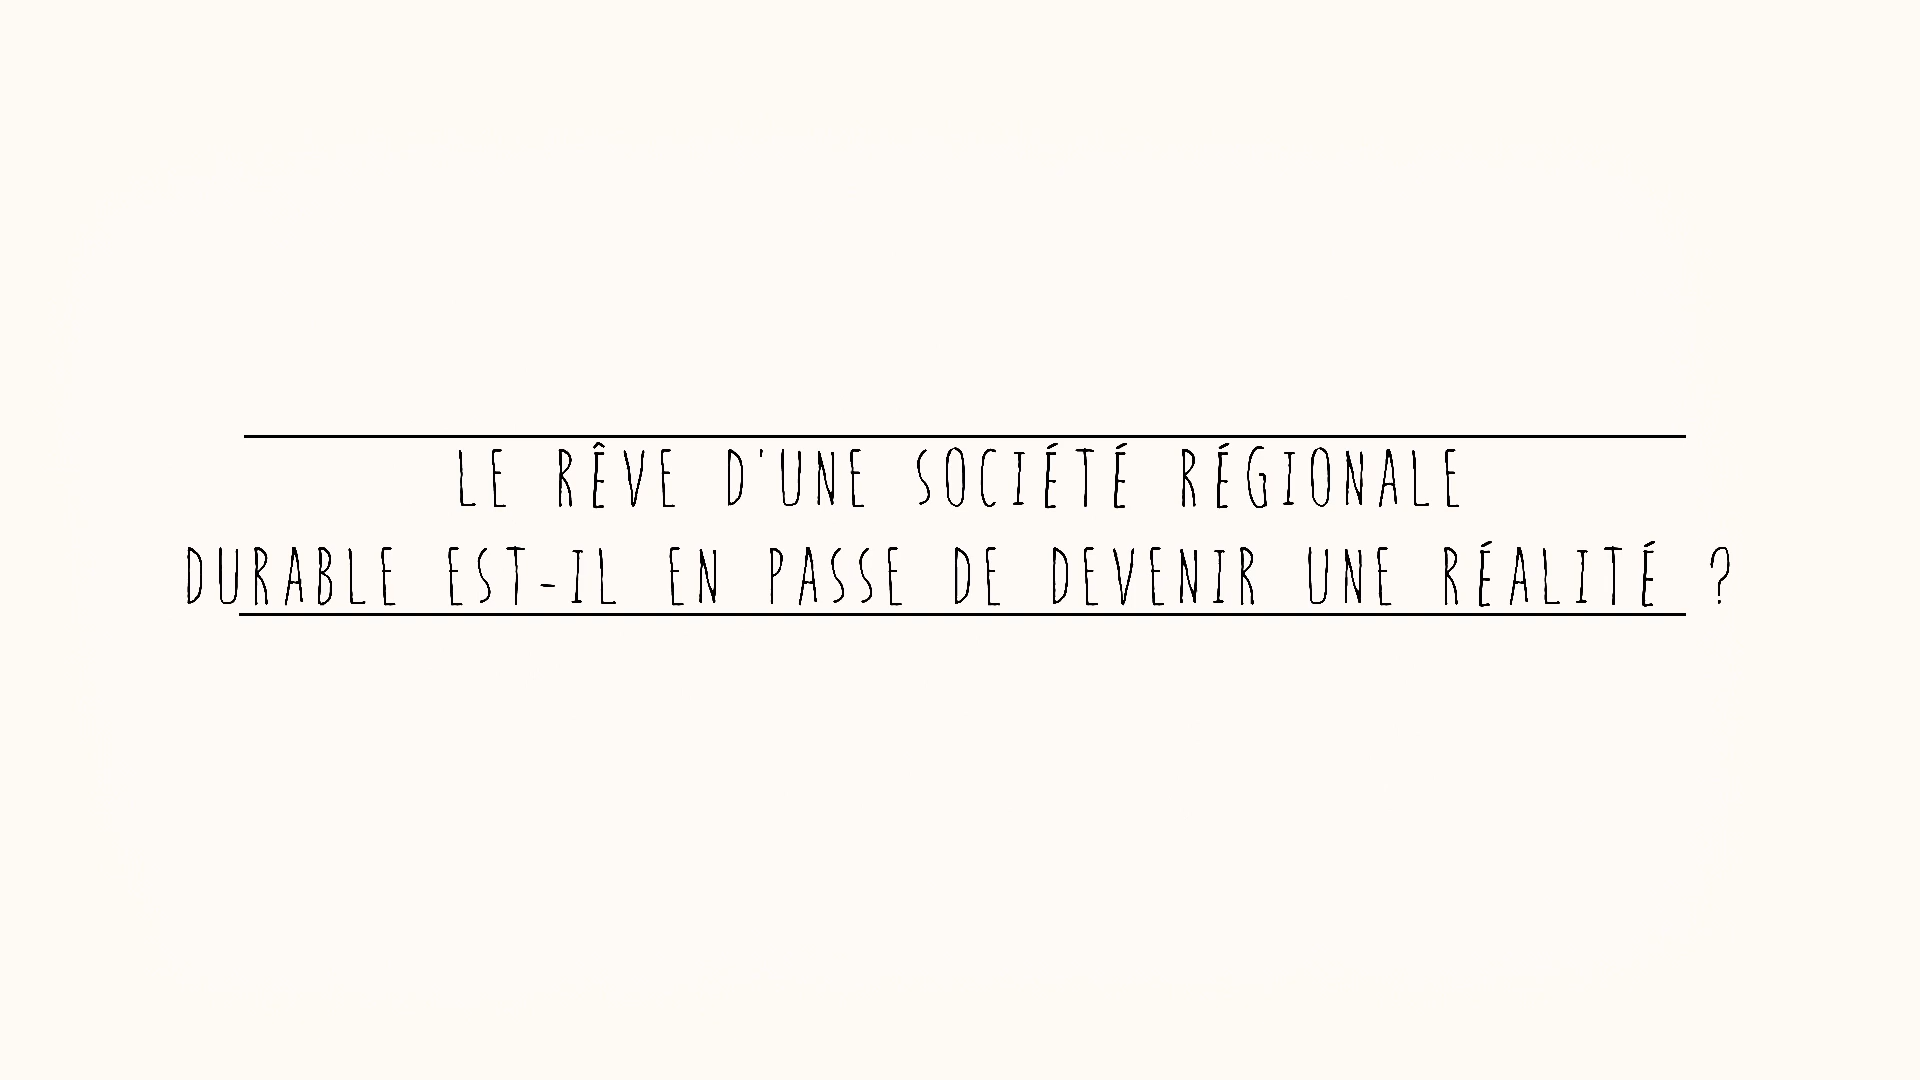 LE RÊVE D'UNE SOCIÉTÉ RÉGIONALE
DURABLE EST-IL EN PASSE DE DEVENIR UNE RÉALITÉ ?